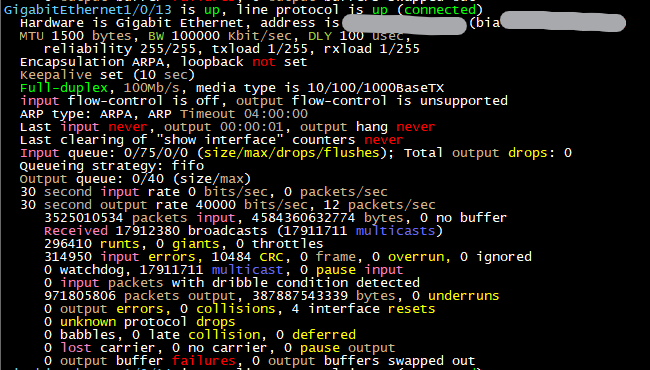 GigabitEthernet1/0/13 is up, line protocol is up (connected)
Hardware is Gigabit Ethernet, address is (bia
MTU 1500 bytes, BW 100000 Kbit/sec, DLY 100 usec,
reliability 255/255, txload 1/255, rxload 1/255
Encapsulation ARPA, loopback not set
Keepalive set (10 sec)
Full-duplex, 100Mb/s, media type is 10/100/1000BaseTX
input flow-control is off, output flow-control is unsupported
ARP type: ARPA, ARP Timeout 04:00:00
Last input never, output 00:00:01, output hang never
Last clearing of "show interface" counters never
Input queue: 0/75/0/0 (size/max/drops/flushes); Total output drops: 0
Queueing strategy: fifo
Output queue: 0/40 (size/max)
30 second input rate 0 bits/sec, 0 packets/sec
30 second output rate 40000 bits/sec, 12 packets/sec
3525010534 packets input, 4584360632774 bytes, 0 no buffer
Received 17912380 broadcasts (17911711 multicasts)
296410 runts, 0 giants, 0 throttles
314950 input errors, 10484 CRC, 0 frame, 0 overrun, 0 ignored
0 watchdog, 17911711 multicast, 0 pause input
0 input packets with dribble condition detected
971805806 packets output, 387887543339 bytes, 0 underruns
0 output errors, 0 collisions, 4 interface resets
0 unknown protocol drops
0 babbles, 0 late collision, 0 deferred
0 lost carrier, 0 no carrier, 0 pause output
0 output buffer failures, 0 output buffers swapped out